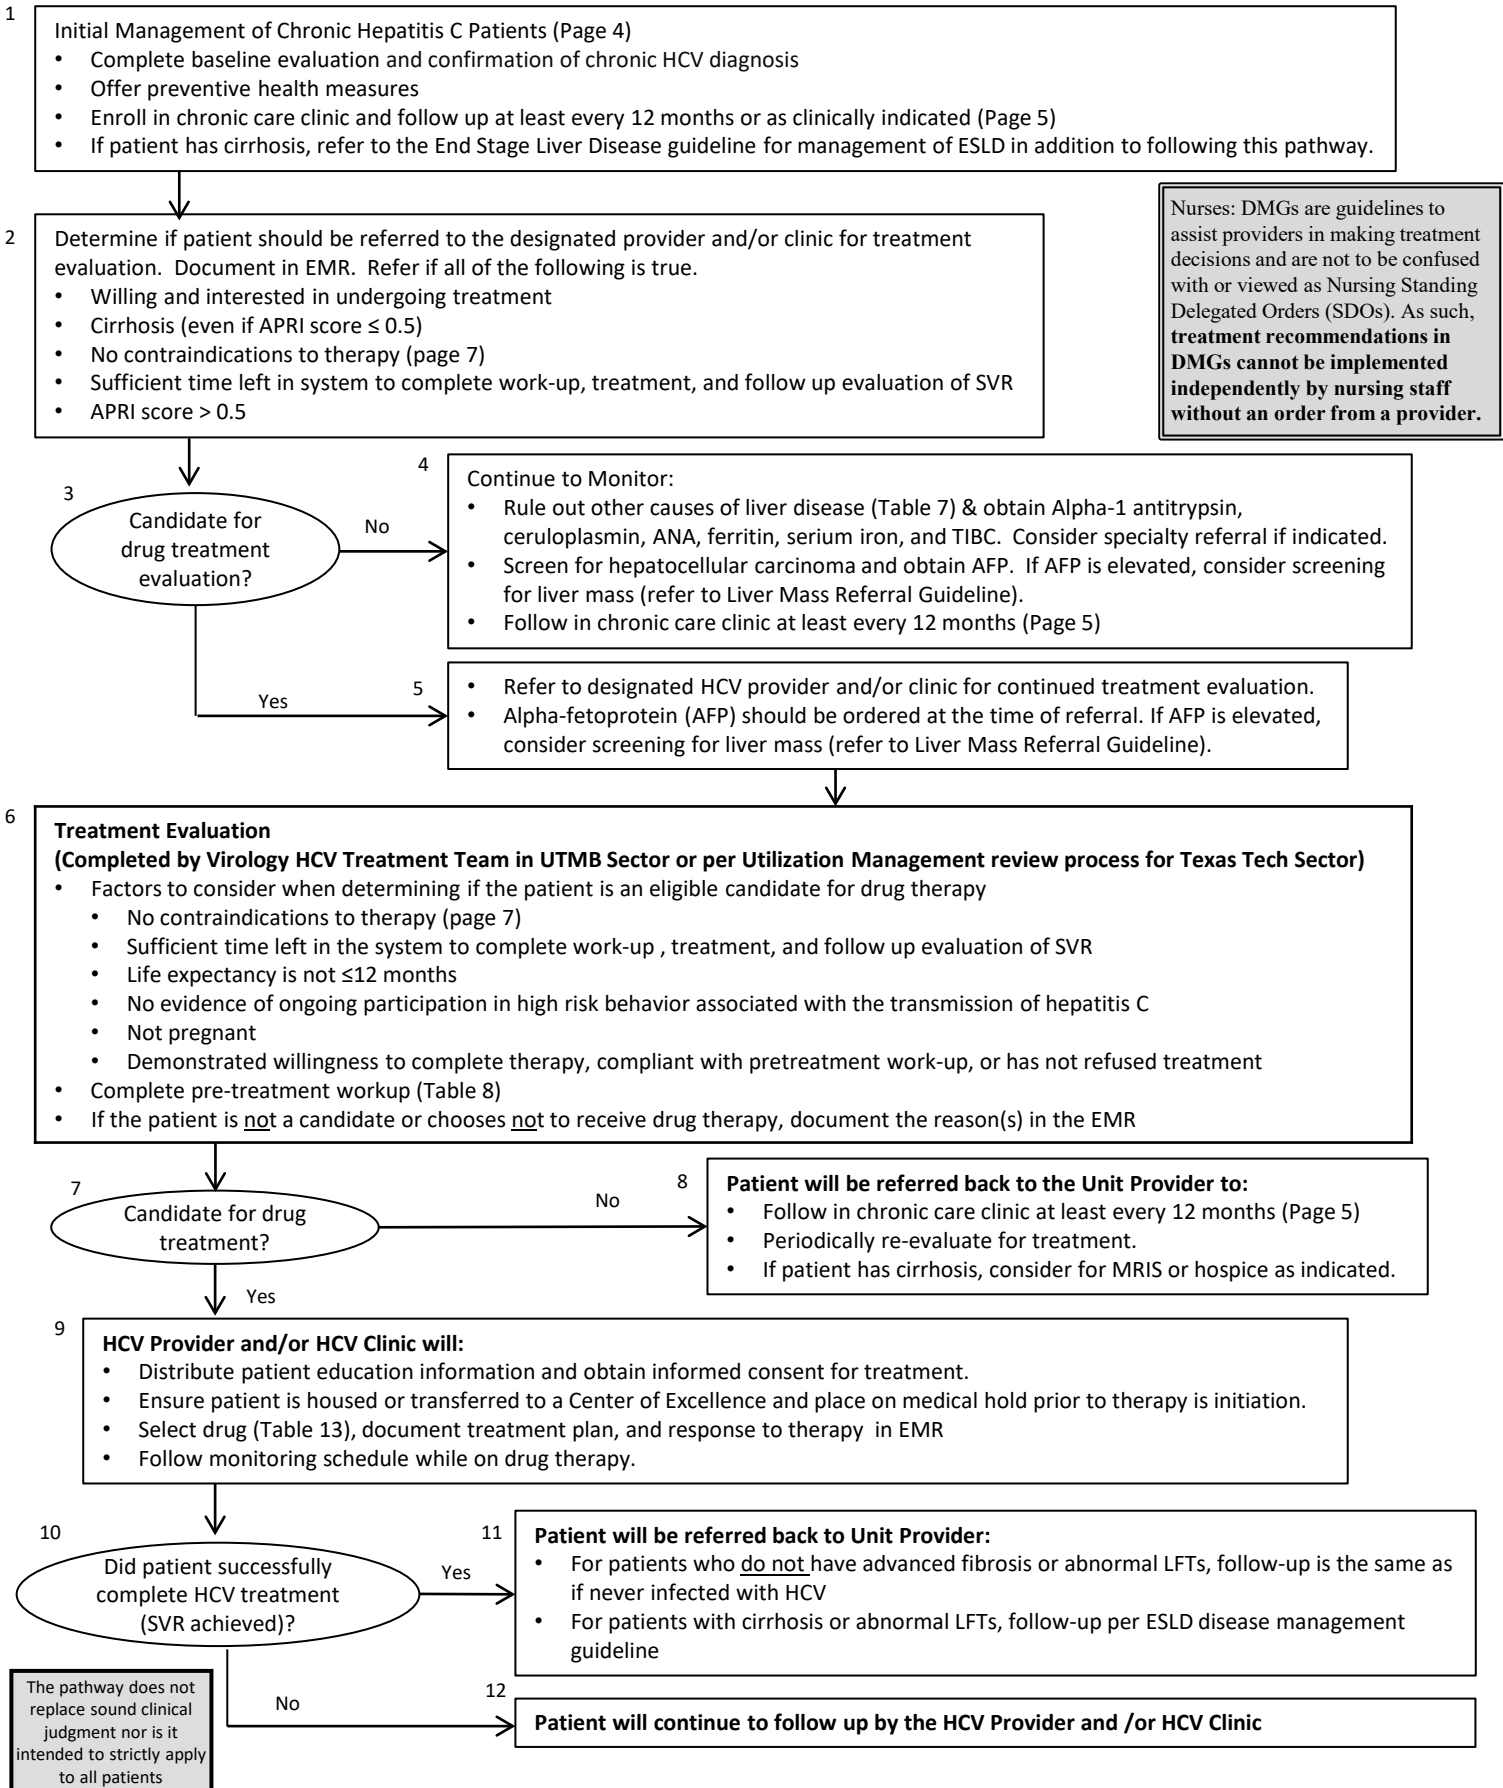 1
Initial Management of Chronic Hepatitis C Patients (Page 4)
• Complete baseline evaluation and confirmation of chronic HCV diagnosis
• Offer preventive health measures
• Enroll in chronic care clinic and follow up at least every 12 months or as clinically indicated (Page 5)
• If patient has cirrhosis, refer to the End Stage Liver Disease guideline for management of ESLD in addition to following this pathway.
2
Determine if patient should be referred to the designated provider and/or clinic for treatment
evaluation. Document in EMR. Refer if all of the following is true.
• Willing and interested in undergoing treatment
• Cirrhosis (even if APRI score ≤ 0.5)
• No contraindications to therapy (page 7)
• Sufficient time left in system to complete work-up, treatment, and follow up evaluation of SVR
• APRI score > 0.5
Nurses: DMGs are guidelines to
assist providers in making treatment
decisions and are not to be confused
with or viewed as Nursing Standing
Delegated Orders (SDOs). As such,
treatment recommendations in
DMGs cannot be implemented
independently by nursing staff
without an order from a provider.
3
Candidate for
drug treatment
evaluation?
No
4
Continue to Monitor:
• Rule out other causes of liver disease (Table 7) & obtain Alpha-1 antitrypsin,
ceruloplasmin, ANA, ferritin, serium iron, and TIBC. Consider specialty referral if indicated.
• Screen for hepatocellular carcinoma and obtain AFP. If AFP is elevated, consider screening
for liver mass (refer to Liver Mass Referral Guideline).
• Follow in chronic care clinic at least every 12 months (Page 5)
Yes
5
• Refer to designated HCV provider and/or clinic for continued treatment evaluation.
• Alpha-fetoprotein (AFP) should be ordered at the time of referral. If AFP is elevated,
consider screening for liver mass (refer to Liver Mass Referral Guideline).
6
Treatment Evaluation
(Completed by Virology HCV Treatment Team in UTMB Sector or per Utilization Management review process for Texas Tech Sector)
• Factors to consider when determining if the patient is an eligible candidate for drug therapy
• No contraindications to therapy (page 7)
• Sufficient time left in the system to complete work-up , treatment, and follow up evaluation of SVR
• Life expectancy is not ≤12 months
• No evidence of ongoing participation in high risk behavior associated with the transmission of hepatitis C
• Not pregnant
• Demonstrated willingness to complete therapy, compliant with pretreatment work-up, or has not refused treatment
• Complete pre-treatment workup (Table 8)
• If the patient is not a candidate or chooses not to receive drug therapy, document the reason(s) in the EMR
7
Candidate for drug
treatment?
No
8
Patient will be referred back to the Unit Provider to:
• Follow in chronic care clinic at least every 12 months (Page 5)
• Periodically re-evaluate for treatment.
• If patient has cirrhosis, consider for MRIS or hospice as indicated.
Yes
9
HCV Provider and/or HCV Clinic will:
• Distribute patient education information and obtain informed consent for treatment.
• Ensure patient is housed or transferred to a Center of Excellence and place on medical hold prior to therapy is initiation.
• Select drug (Table 13), document treatment plan, and response to therapy in EMR
• Follow monitoring schedule while on drug therapy.
10
Did patient successfully
complete HCV treatment
(SVR achieved)?
Yes
11
Patient will be referred back to Unit Provider:
• For patients who do not have advanced fibrosis or abnormal LFTs, follow-up is the same as
if never infected with HCV
• For patients with cirrhosis or abnormal LFTs, follow-up per ESLD disease management
guideline
No
12
Patient will continue to follow up by the HCV Provider and /or HCV Clinic
The pathway does not
replace sound clinical
judgment nor is it
intended to strictly apply
to all patients